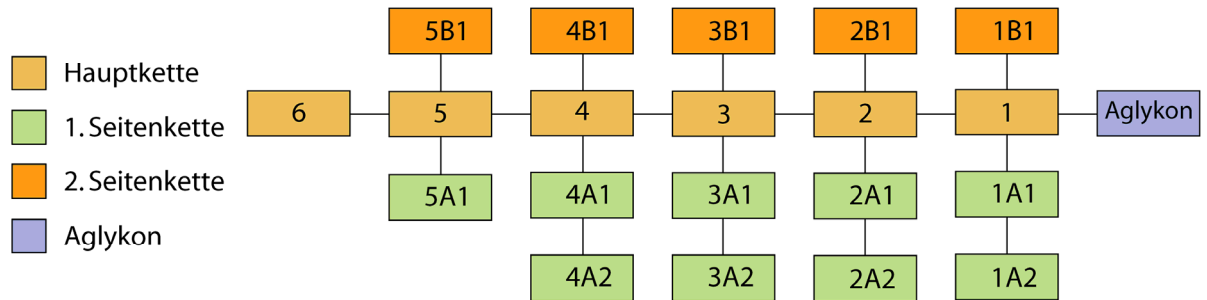 5B1 4B1 3B1 2B1 1B1
Hauptkette
6 5 4 3 2 1 Aglykon
1. Seitenkette
2. Seitenkette
5A1 4A1 3A1 2A1 1A1
Aglykon
4A2 3A2 2A2 1A2